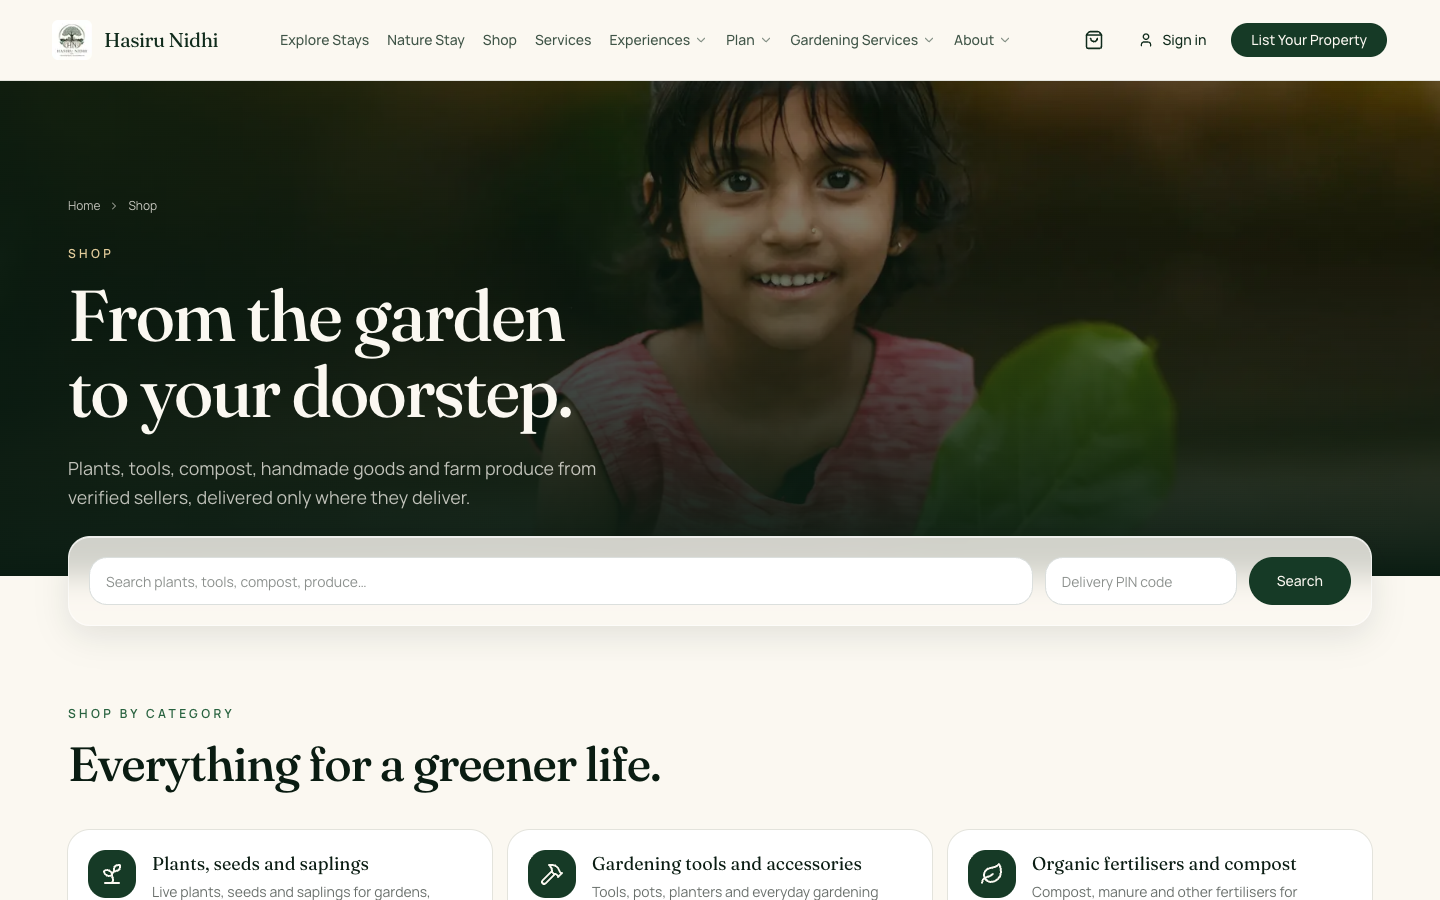 Hasiru Nidhi
Explore Stays
Nature Stay
Shop
Services
Experiences
Plan
Gardening Services
About
Sign in
List Your Property
Home > Shop
SHOP
From the garden
to your doorstep.
Plants, tools, compost, handmade goods and farm produce from
verified sellers, delivered only where they deliver.
Search plants, tools, compost, produce...
Delivery PIN code
Search
SHOP BY CATEGORY
Everything for a greener life.
Plants, seeds and saplings
Live plants, seeds and saplings for gardens,
Gardening tools and accessories
Tools, pots, planters and everyday gardening
Organic fertilisers and compost
Compost, manure and other fertilisers for